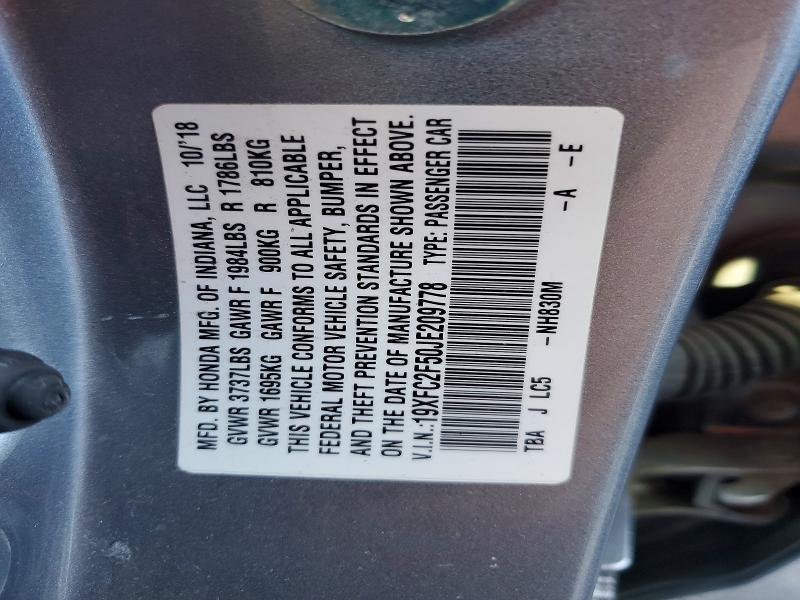 MFD. BY HONDA MFG. OF INDIANA, LLC 10/'18
GVWR 3737LBS GAWR F 1984LBS R 1786LBS
GVWR 1695KG GAWR F 900KG R 810KG
THIS VEHICLE CONFORMS TO ALL APPLICABLE
FEDERAL MOTOR VEHICLE SAFETY, BUMPER,
AND THEFT PREVENTION STANDARDS IN EFFECT
ON THE DATE OF MANUFACTURE SHOWN ABOVE.
V.I.N.:19XFC2F50JE209778 TYPE: PASSENGER CAR
TBA J LC5 -NH830M -A -E